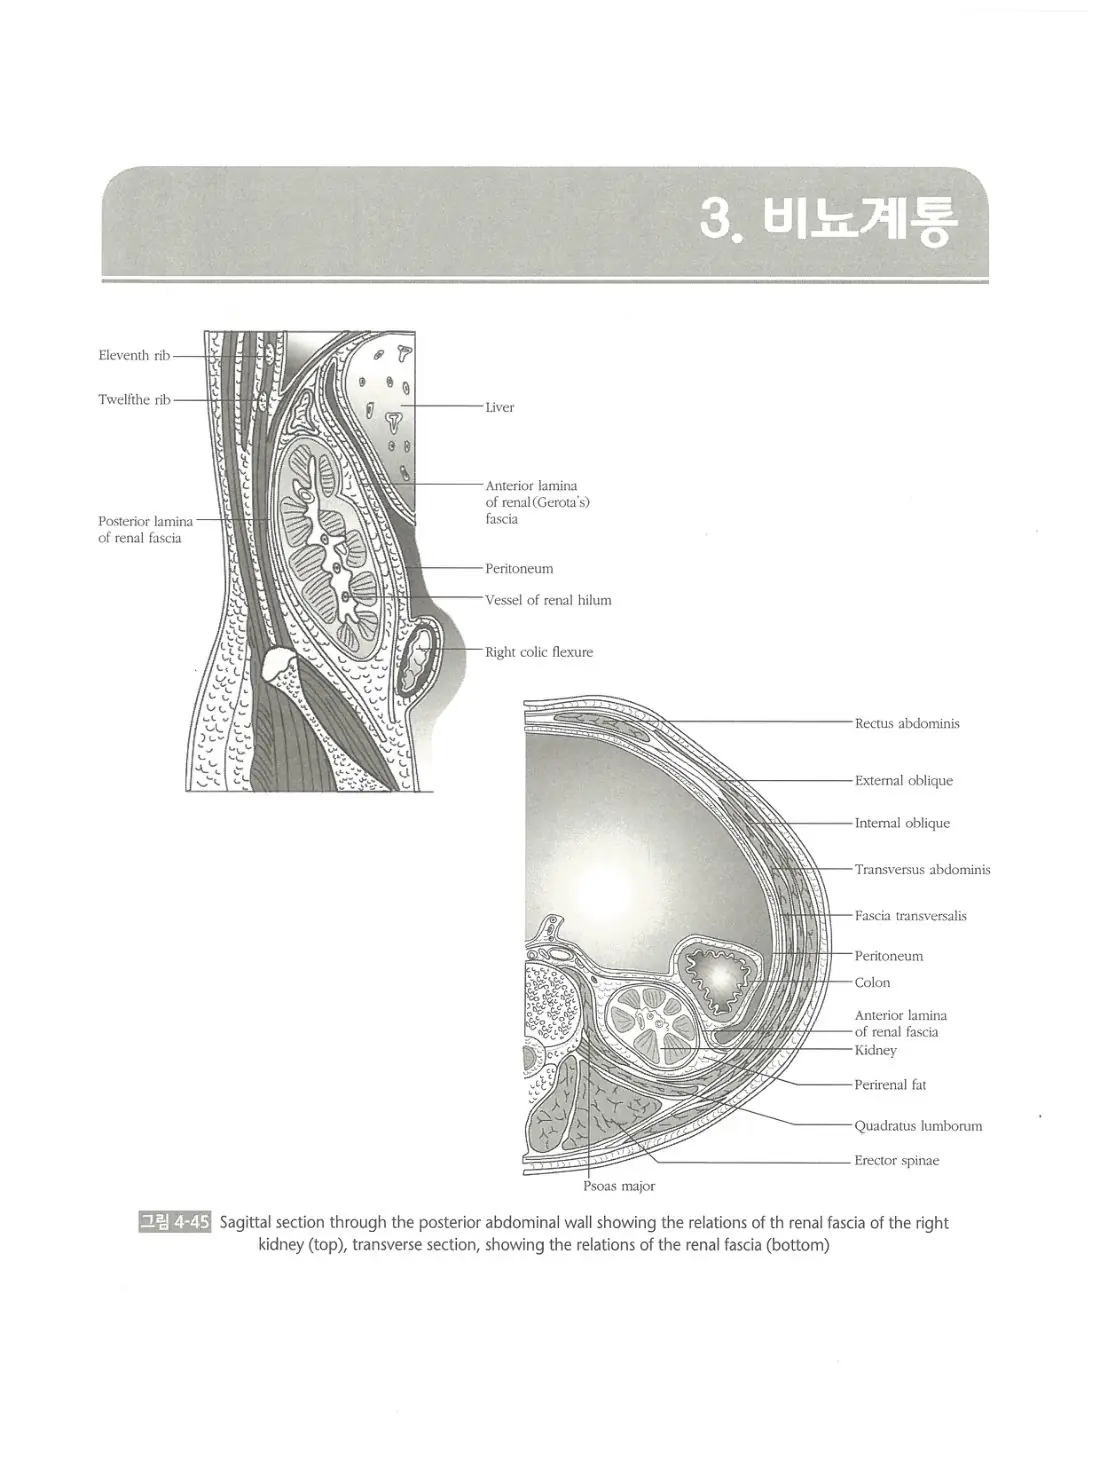 3. 비뇨계통
Eleventh rib
Twelfthe rib
Posterior lamina
of renal fascia
Liver
Anterior lamina
of renal(Gerota's)
fascia
Peritoneum
Vessel of renal hilum
Right colic flexure
Rectus abdominis
External oblique
Internal oblique
Transversus abdominis
Fascia transversalis
Peritoneum
Colon
Anterior lamina
of renal fascia
Kidney
Perirenal fat
Quadratus lumborum
Erector spinae
Psoas major
그림 4-45 Sagittal section through the posterior abdominal wall showing the relations of th renal fascia of the right
kidney (top), transverse section, showing the relations of the renal fascia (bottom)